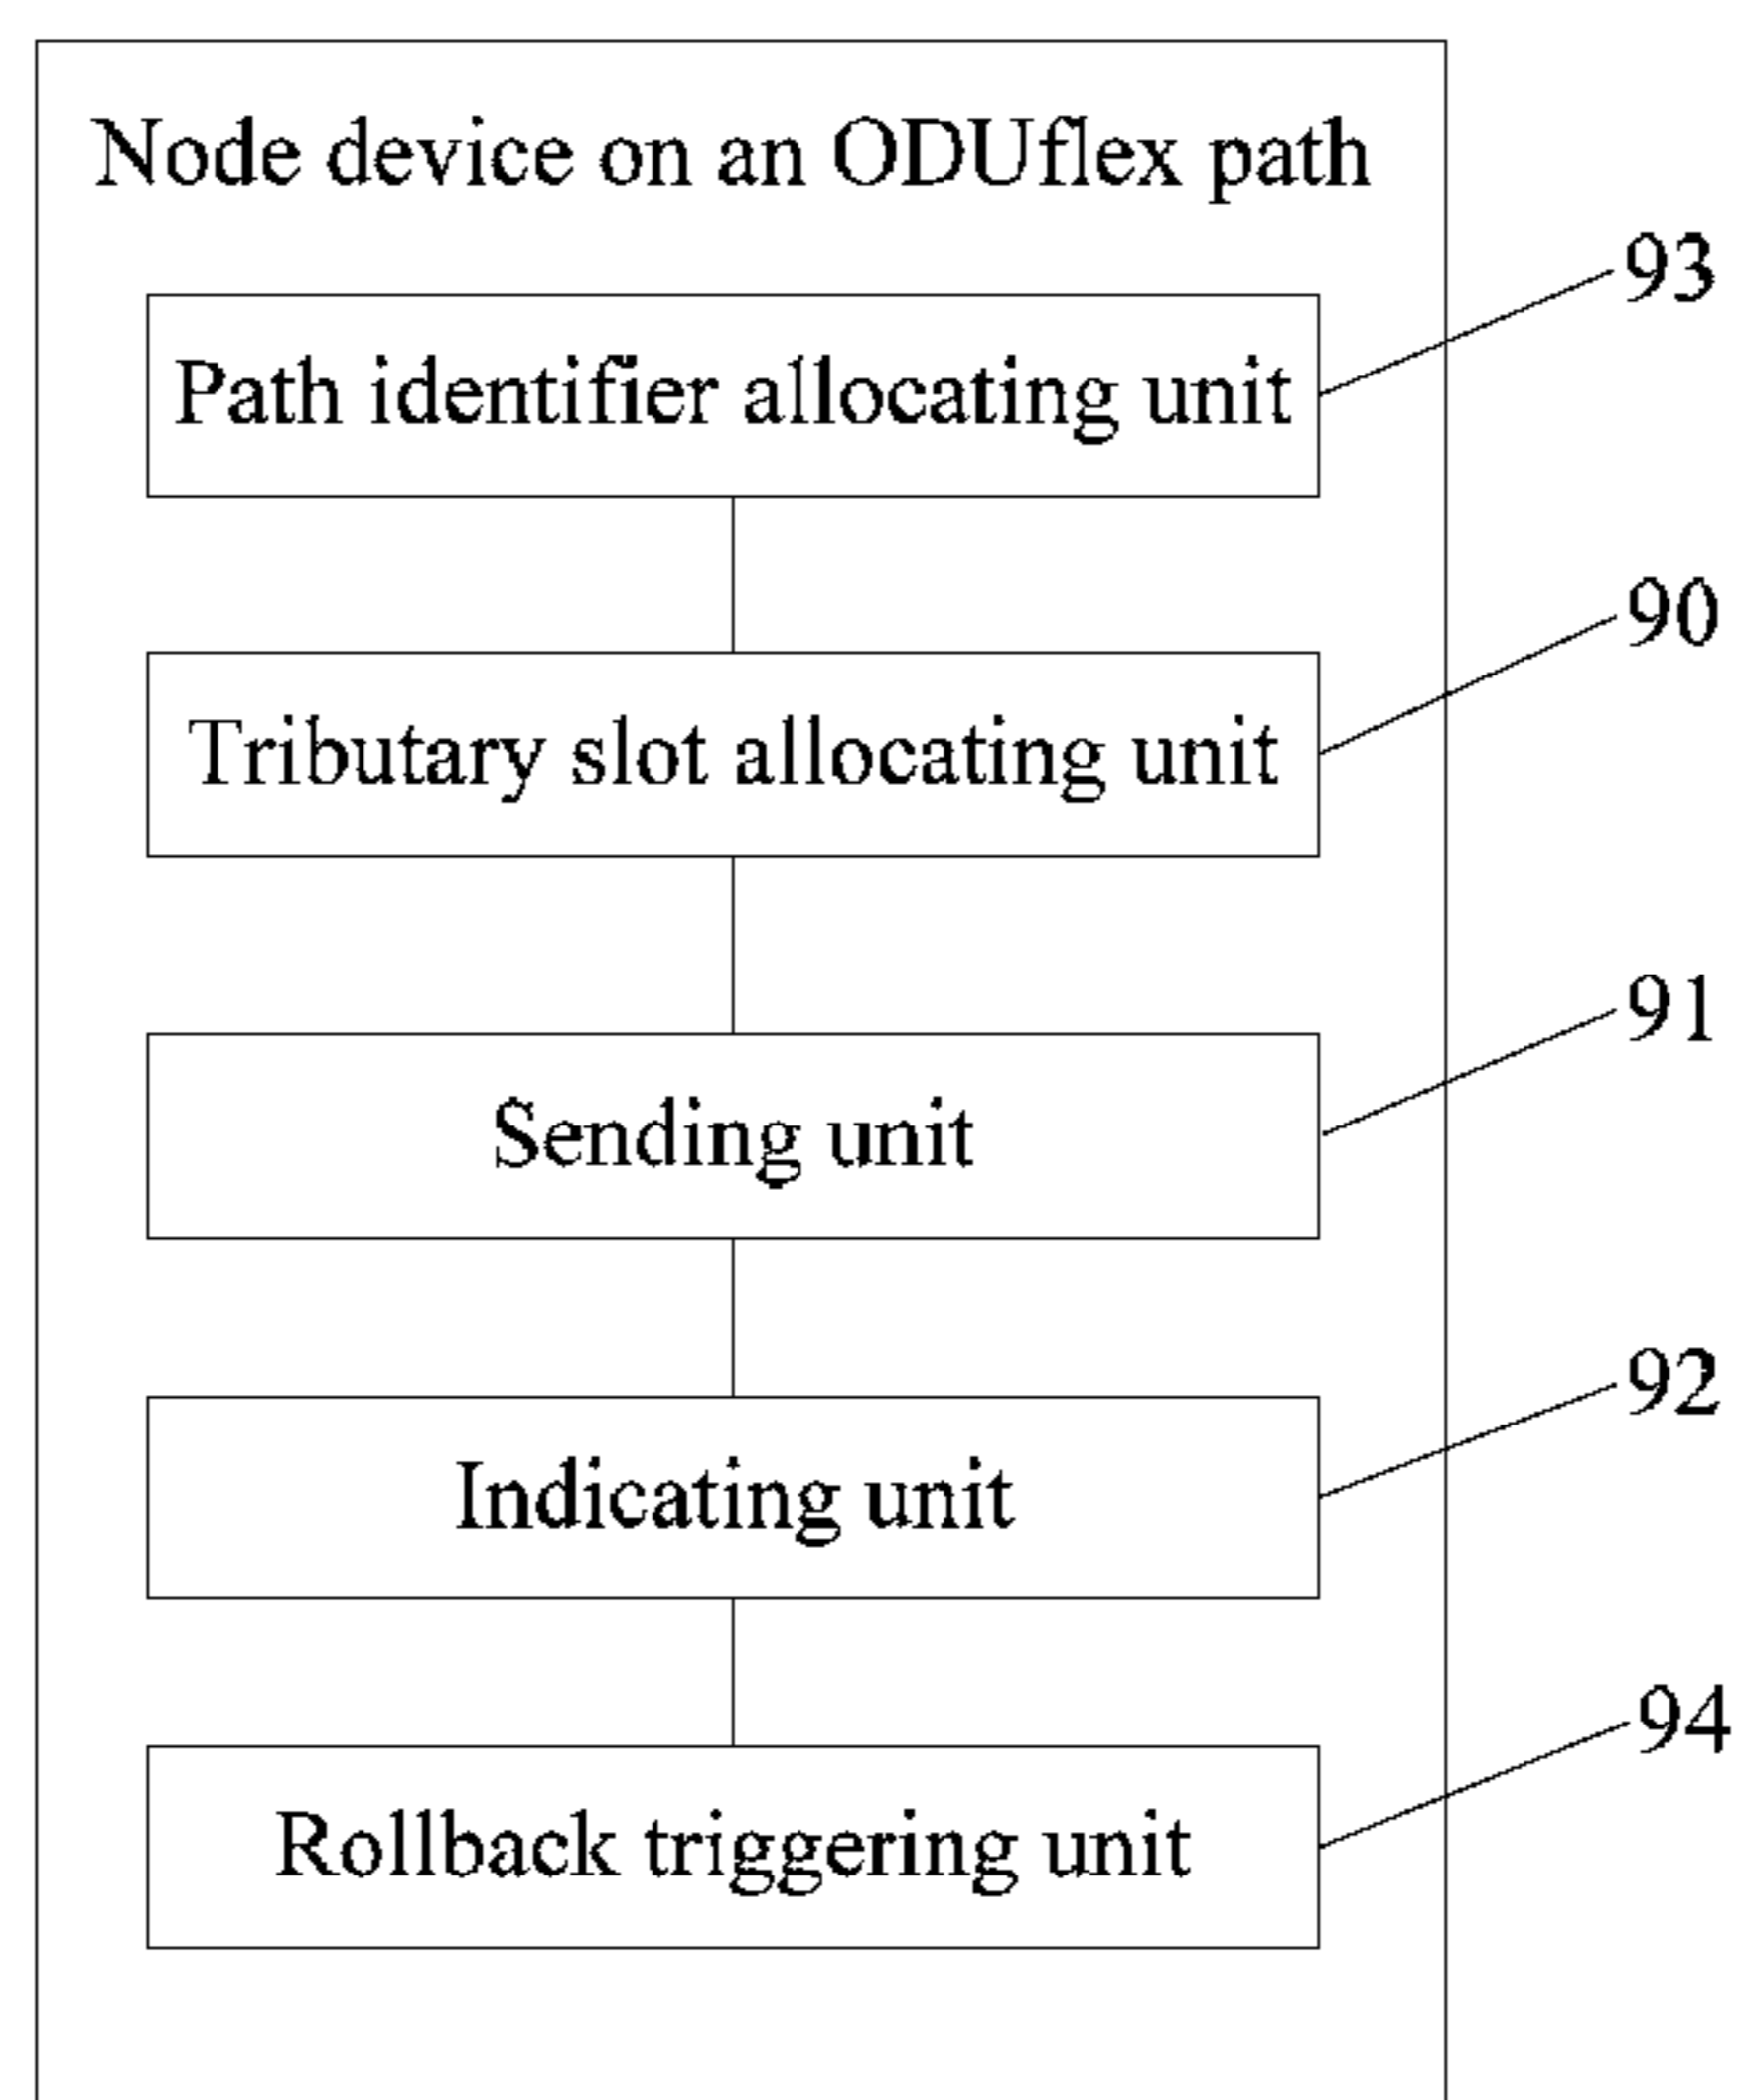 Node device on an ODUflex path
93
Path identifier allocating unit
90
Tributary slot allocating unit
91
Sending unit
92
Indicating unit
94
Rollback triggering unit